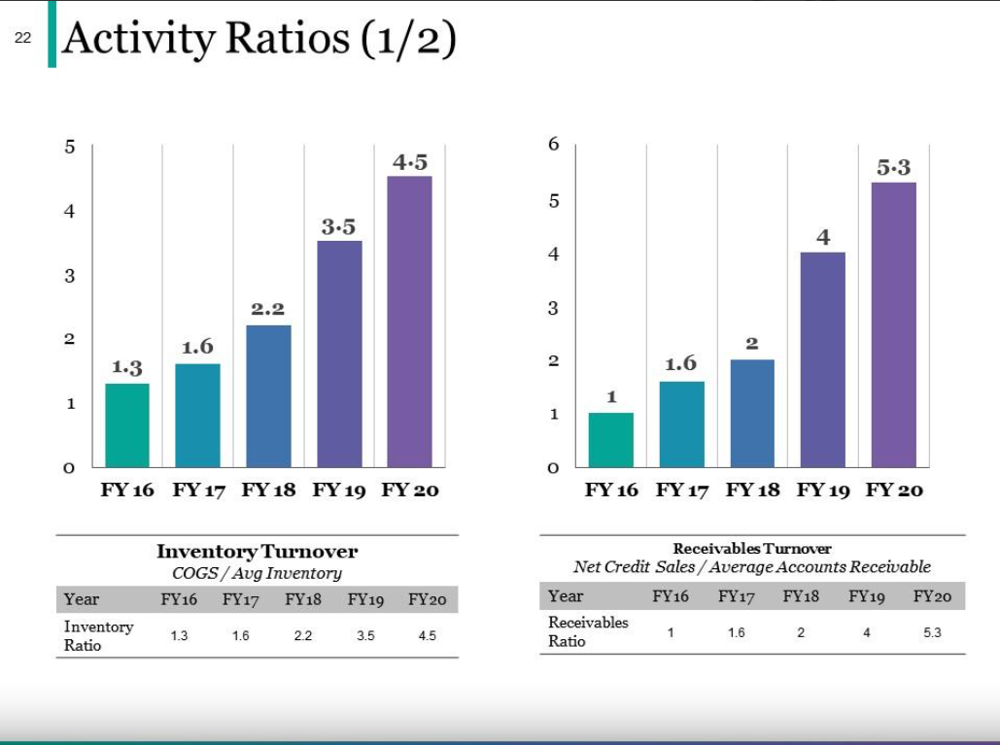 22
Activity Ratios (1/2)
5
4
3
2
1
0
1.3
1.6
2.2
3.5
4.5
FY 16 FY 17 FY 18 FY 19 FY 20
6
5
4
3
2
1
0
1
1.6
2
4
5.3
FY 16 FY 17 FY 18 FY 19 FY 20
Inventory Turnover
COGS / Avg Inventory
Year FY16 FY17 FY18 FY19 FY20
Inventory
Ratio
1.3 1.6 2.2 3.5 4.5
Receivables Turnover
Net Credit Sales / Average Accounts Receivable
Year FY16 FY17 FY18 FY19 FY20
Receivables
Ratio
1 1.6 2 4 5.3